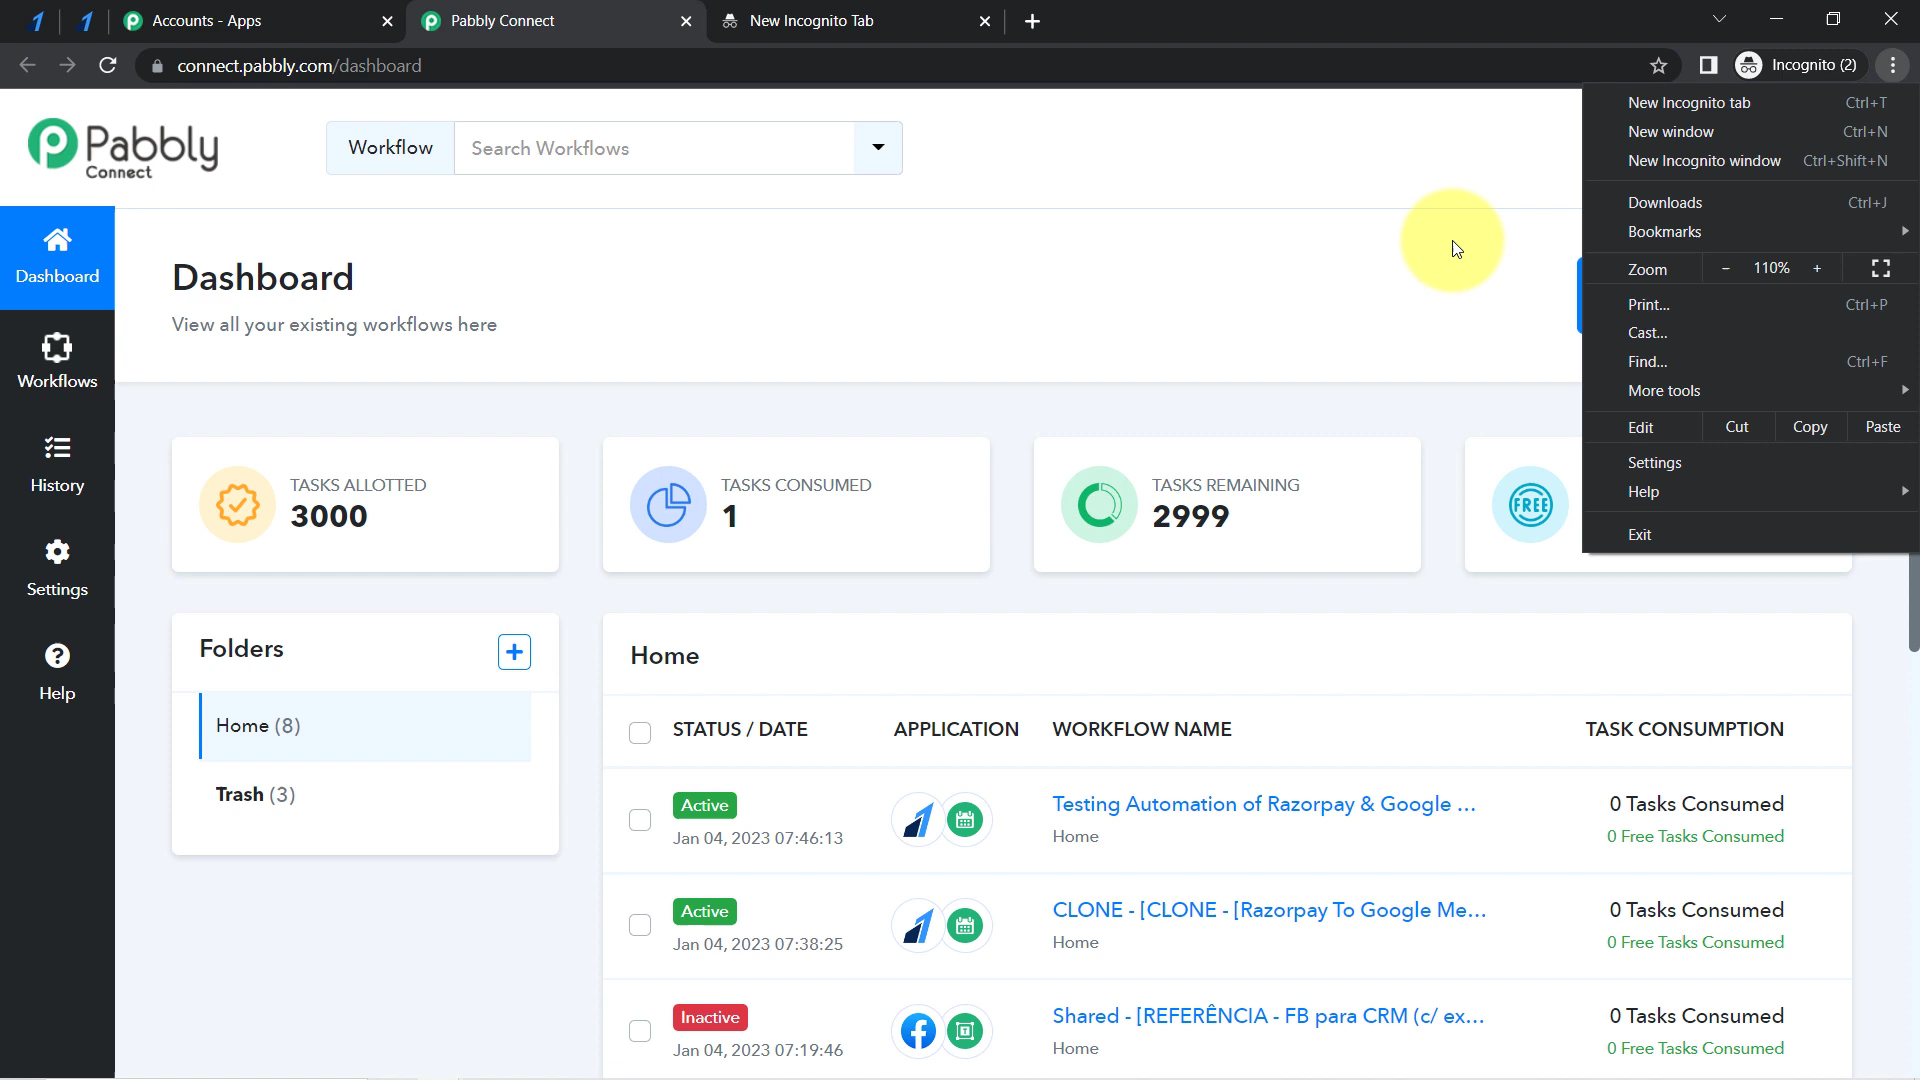 Accounts - Apps
Pabbly Connect
New Incognito Tab
connect.pabbly.com/dashboard
Incognito (2)
New Incognito tab Ctrl+T
New window Ctrl+N
New Incognito window Ctrl+Shift+N
Downloads Ctrl+J
Bookmarks
Zoom - 110% +
Print... Ctrl+P
Cast...
Find... Ctrl+F
More tools
Edit Cut Copy Paste
Settings
Help
Exit
Pabbly
Connect
Workflow Search Workflows
Dashboard
Workflows
History
Settings
Help
Dashboard
View all your existing workflows here
TASKS ALLOTTED
3000
TASKS CONSUMED
1
TASKS REMAINING
2999
FREE
Folders
Home (8)
Trash (3)
Home
STATUS / DATE APPLICATION WORKFLOW NAME TASK CONSUMPTION
Active
Jan 04, 2023 07:46:13
Testing Automation of Razorpay & Google ...
Home
0 Tasks Consumed
0 Free Tasks Consumed
Active
Jan 04, 2023 07:38:25
CLONE - [CLONE - [Razorpay To Google Me...
Home
0 Tasks Consumed
0 Free Tasks Consumed
Inactive
Jan 04, 2023 07:19:46
Shared - [REFERÊNCIA - FB para CRM (c/ ex...
Home
0 Tasks Consumed
0 Free Tasks Consumed